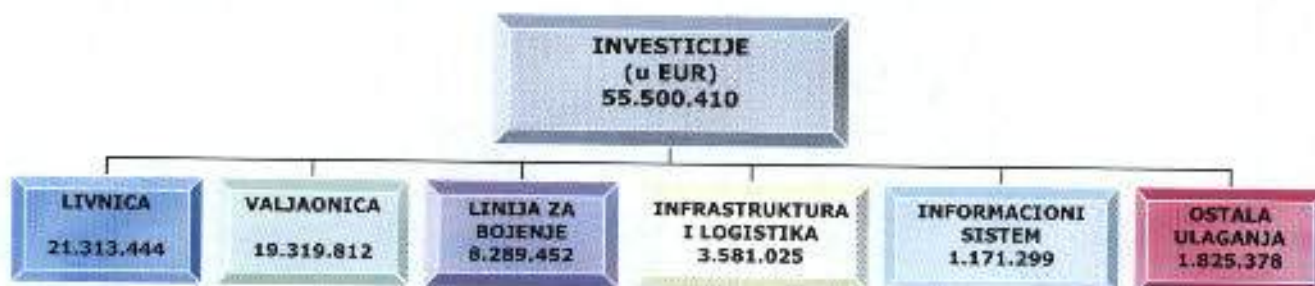 INVESTICIJE
(u EUR)
55.500.410
LIVNICA
21.313.444
VALJAONICA
19.319.812
LINIJA ZA
BOJENJE
8.289.452
INFRASTRUKTURA
I LOGISTIKA
3.581.025
INFORMACIONI
SISTEM
1.171.299
OSTALA
ULAGANJA
1.825.378